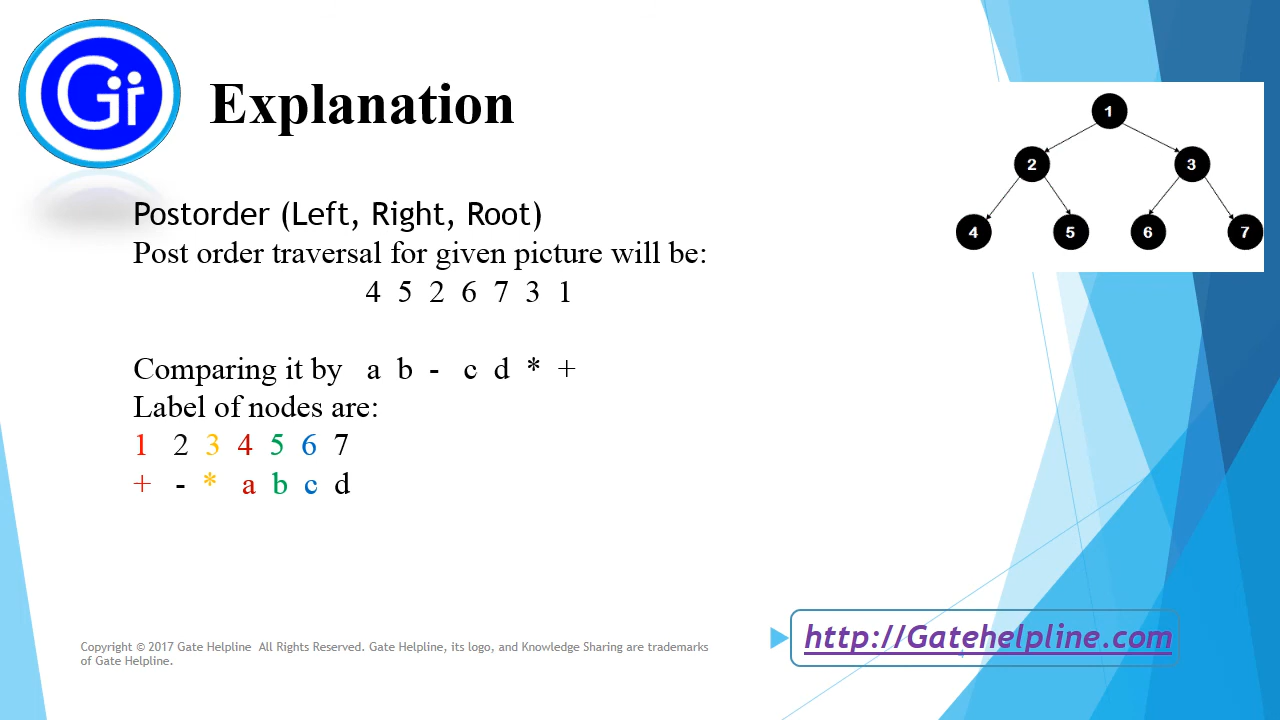 Gh
Explanation
Postorder (Left, Right, Root)
Post order traversal for given picture will be:
4 5 2 6 7 3 1
Comparing it by a b - c d * +
Label of nodes are:
1 2 3 4 5 6 7
+ - * a b c d
1
2 3
4 5 6 7
Copyright © 2017 Gate Helpline All Rights Reserved. Gate Helpline, its logo, and Knowledge Sharing are trademarks
of Gate Helpline.
http://Gatehelpline.com